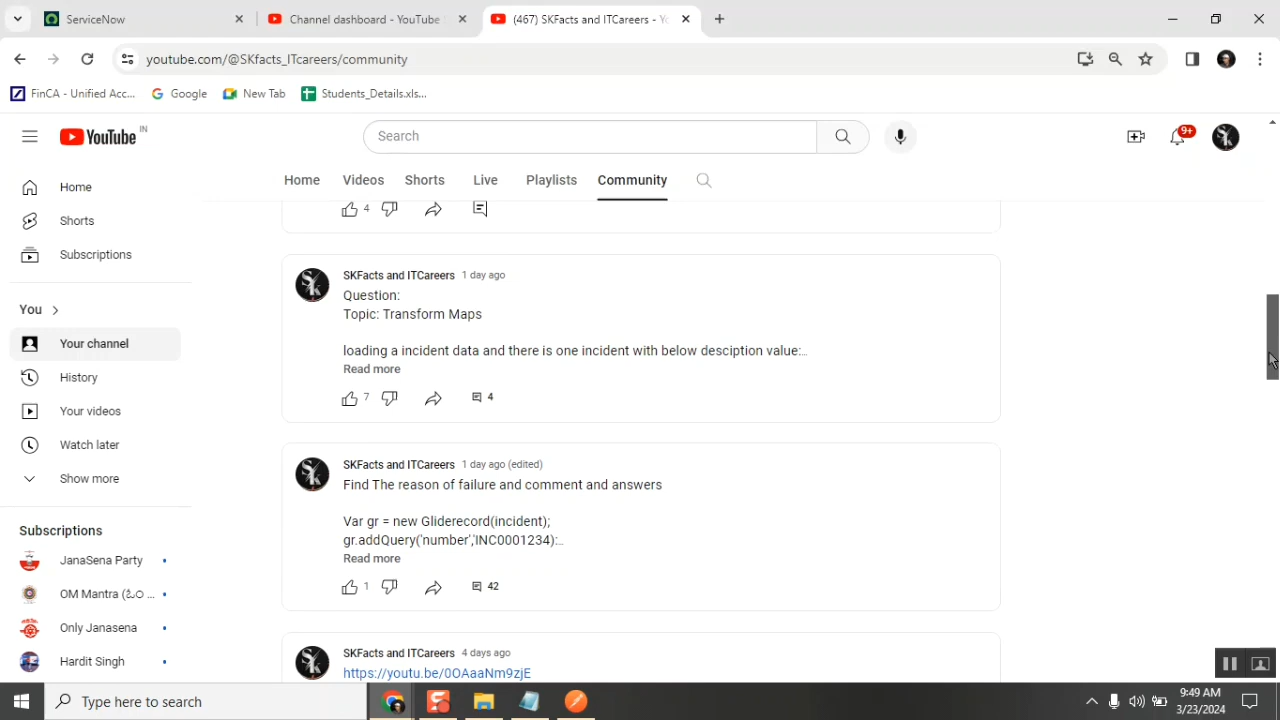 ServiceNow
Channel dashboard - YouTube
(467) SKFacts and ITCareers - Yo
youtube.com/@SKfacts_ITcareers/community
FinCA - Unified Acc...
Google
New Tab
Students_Details.xls...
YouTube IN
Search
9+
Home
Videos
Shorts
Live
Playlists
Community
Home
Shorts
Subscriptions
You
Your channel
History
Your videos
Watch later
Show more
Subscriptions
JanaSena Party
OM Mantra (ఓం ...
Only Janasena
Hardit Singh
4
SKFacts and ITCareers 1 day ago
Question:
Topic: Transform Maps
loading a incident data and there is one incident with below desciption value:...
Read more
7
4
SKFacts and ITCareers 1 day ago (edited)
Find The reason of failure and comment and answers
Var gr = new Gliderecord(incident);
gr.addQuery('number','INC0001234):...
Read more
1
42
SKFacts and ITCareers 4 days ago
https://youtu.be/0OAaaNm9zjE
Type here to search
9:49 AM
3/23/2024